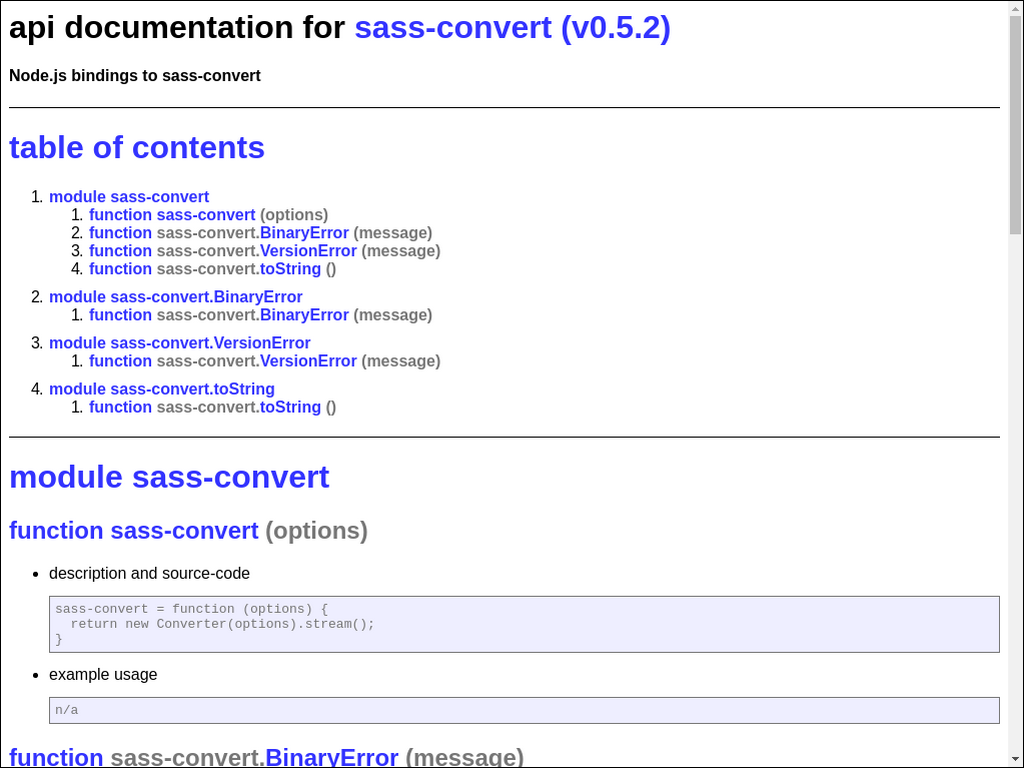 api documentation for sass-convert (v0.5.2)
Node.js bindings to sass-convert
table of contents
1. module sass-convert
1. function sass-convert (options)
2. function sass-convert.BinaryError (message)
3. function sass-convert.VersionError (message)
4. function sass-convert.toString ()
2. module sass-convert.BinaryError
1. function sass-convert.BinaryError (message)
3. module sass-convert.VersionError
1. function sass-convert.VersionError (message)
4. module sass-convert.toString
1. function sass-convert.toString ()
module sass-convert
function sass-convert (options)
• description and source-code
sass-convert = function (options) {
  return new Converter(options).stream();
}
• example usage
n/a
function sass-convert.BinaryError (message)